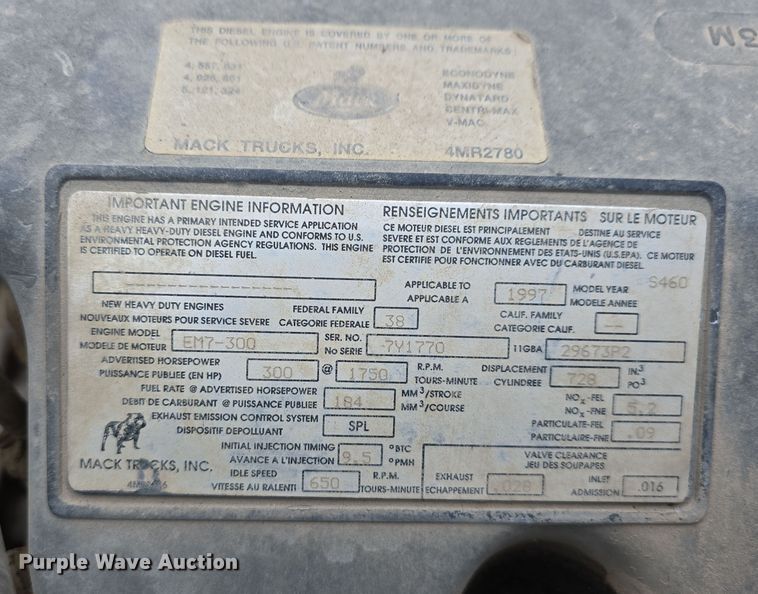 THIS DIESEL ENGINE IS COVERED BY ONE OR MORE OF
THE FOLLOWING U.S. PATENT NUMBERS AND TRADEMARKS
ECONODYNE
MAXIDYNE
5, 121, 324 Mack DYNATARD
CENTRI-MAX
V-MAC
MACK TRUCKS, INC. 4MR2780
IMPORTANT ENGINE INFORMATION
THIS ENGINE HAS A PRIMARY INTENDED SERVICE APPLICATION
AS A HEAVY HEAVY-DUTY DIESEL ENGINE AND CONFORMS TO U.S.
ENVIRONMENTAL PROTECTION AGENCY REGULATIONS. THIS ENGINE
IS CERTIFIED TO OPERATE ON DIESEL FUEL.
RENSEIGNEMENTS IMPORTANTS SUR LE MOTEUR
CE MOTEUR DIESEL EST PRINCIPALEMENT DESTINE AU SERVICE
SEVERE ET EST CONFORME AUX REGLEMENTS DE L'AGENCE DE
PROTECTION DE L'ENVIRONNEMENT DES ETATS-UNIS (U.S.EPA). CE MOTEUR
EST CERTIFIE POUR FONCTIONNER AVEC DU CARBURANT DIESEL.
S460
APPLICABLE TO 1997 MODEL YEAR
APPLICABLE A MODELE ANNEE
NEW HEAVY DUTY ENGINES FEDERAL FAMILY 38 CALIF. FAMILY --
NOUVEAUX MOTEURS POUR SERVICE SEVERE CATEGORIE FEDERALE CATEGORIE CALIF.
ENGINE MODEL EM7-300 SER. NO. 7Y1770 11GBA 29673P2
MODELE DE MOTEUR No SERIE
ADVERTISED HORSEPOWER 300 @ 1750 R.P.M. DISPLACEMENT 728 IN.3
PUISSANCE PUBLIEE (EN HP) TOURS-MINUTE CYLINDREE PO3
FUEL RATE @ ADVERTISED HORSEPOWER 184 MM3/STROKE NOx-FEL 5.2
DEBIT DE CARBURANT @ PUISSANCE PUBLIEE MM3/COURSE NOx-FNE
EXHAUST EMISSION CONTROL SYSTEM SPL PARTICULATE-FEL .09
DISPOSITIF DEPOLLUANT PARTICULAIRE-FNE
INITIAL INJECTION TIMING 9.5 °BTC VALVE CLEARANCE
AVANCE A L'INJECTION °PMH JEU DES SOUPAPES
MACK TRUCKS, INC. IDLE SPEED 650 R.P.M. EXHAUST INLET .016
VITESSE AU RALENTI TOURS-MINUTE ECHAPPEMENT ADMISSION
Purple Wave Auction